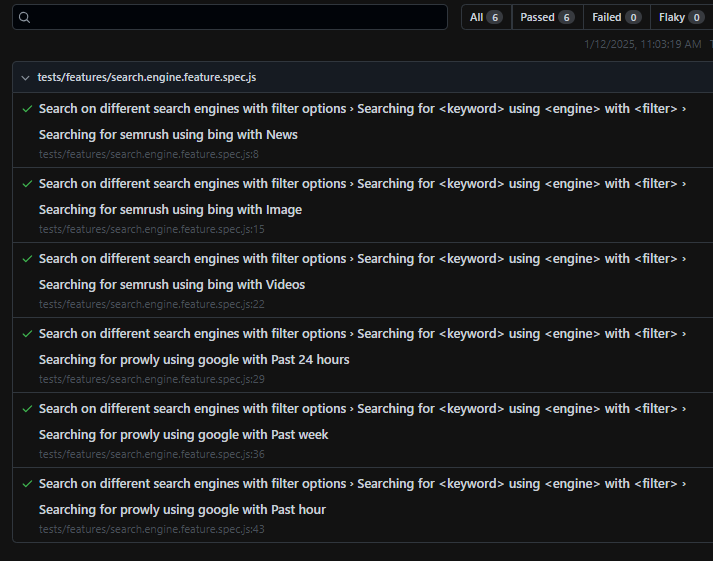 All 6 Passed 6 Failed 0 Flaky 0
1/12/2025, 11:03:19 AM
tests/features/search.engine.feature.spec.js
Search on different search engines with filter options › Searching for <keyword> using <engine> with <filter> ›
Searching for semrush using bing with News
tests/features/search.engine.feature.spec.js:8
Search on different search engines with filter options › Searching for <keyword> using <engine> with <filter> ›
Searching for semrush using bing with Image
tests/features/search.engine.feature.spec.js:15
Search on different search engines with filter options › Searching for <keyword> using <engine> with <filter> ›
Searching for semrush using bing with Videos
tests/features/search.engine.feature.spec.js:22
Search on different search engines with filter options › Searching for <keyword> using <engine> with <filter> ›
Searching for prowly using google with Past 24 hours
tests/features/search.engine.feature.spec.js:29
Search on different search engines with filter options › Searching for <keyword> using <engine> with <filter> ›
Searching for prowly using google with Past week
tests/features/search.engine.feature.spec.js:36
Search on different search engines with filter options › Searching for <keyword> using <engine> with <filter> ›
Searching for prowly using google with Past hour
tests/features/search.engine.feature.spec.js:43